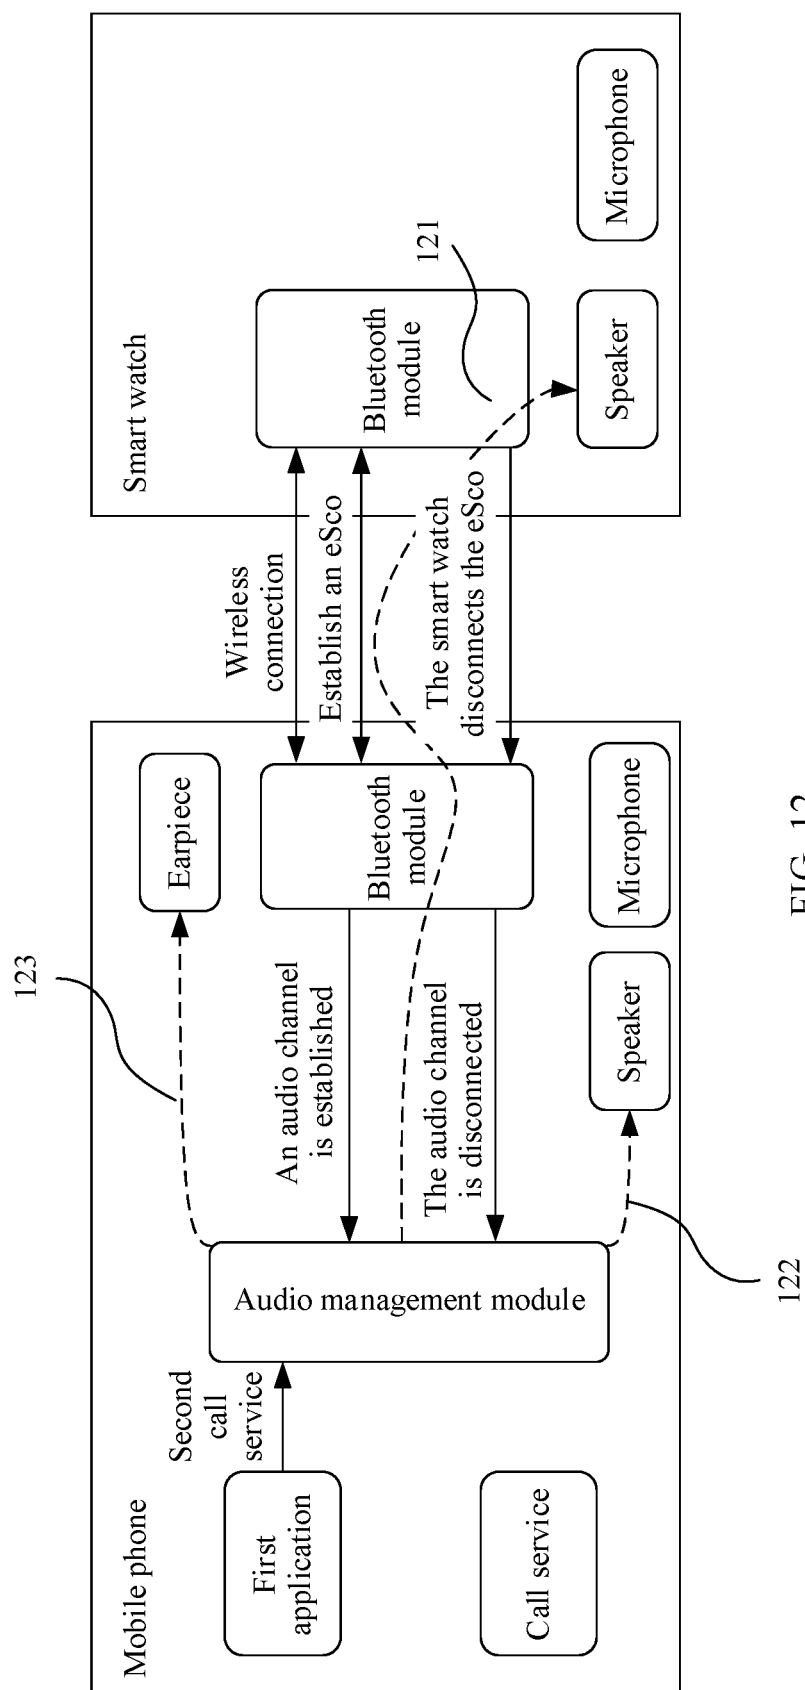 Mobile phone
First
application
Call service
Second
call
service
Audio management module
An audio channel
is established
The audio channel
is disconnected
123
122
Earpiece
Bluetooth
module
Speaker
Microphone
Wireless
connection
Establish an eSco
The smart watch
disconnects the eSco
Smart watch
Bluetooth
module
121
Speaker
Microphone
FIG. 12